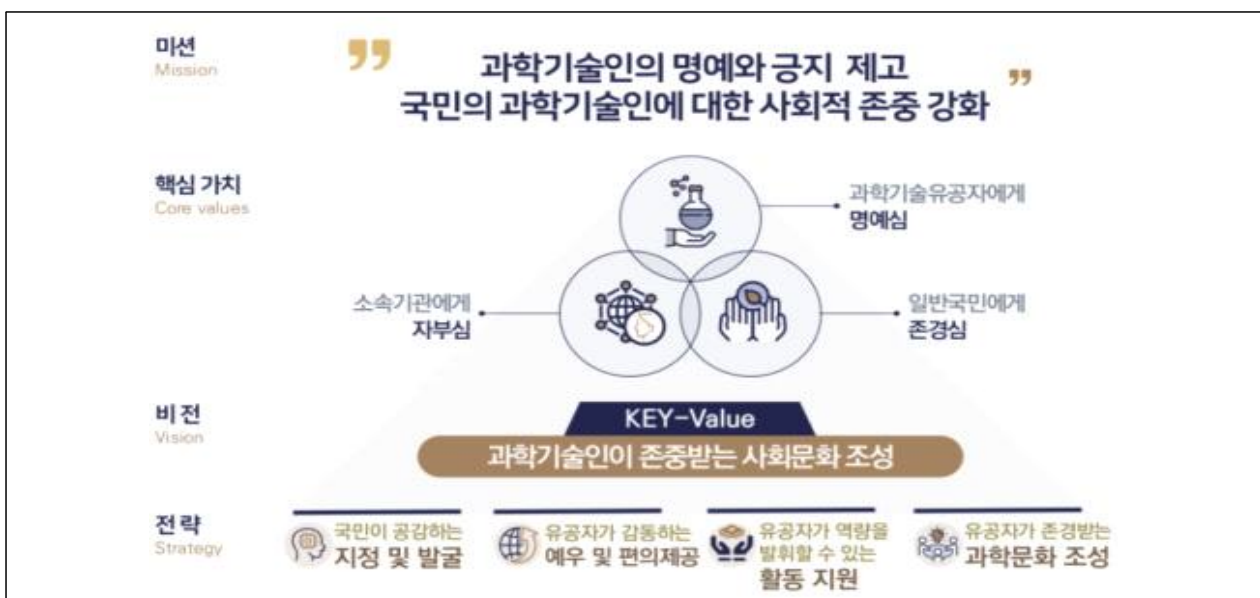 미션
Mission
과학기술인의 명예와 긍지 제고
국민의 과학기술인에 대한 사회적 존중 강화
핵심 가치
Core values
과학기술유공자에게
명예심
소속기관에게
자부심
일반국민에게
존경심
비전
Vision
KEY-Value
과학기술인이 존중받는 사회문화 조성
전략
Strategy
국민이 공감하는
지정 및 발굴
유공자가 감동하는
예우 및 편의제공
유공자가 역량을
발휘할 수 있는
활동 지원
유공자가 존경받는
과학문화 조성